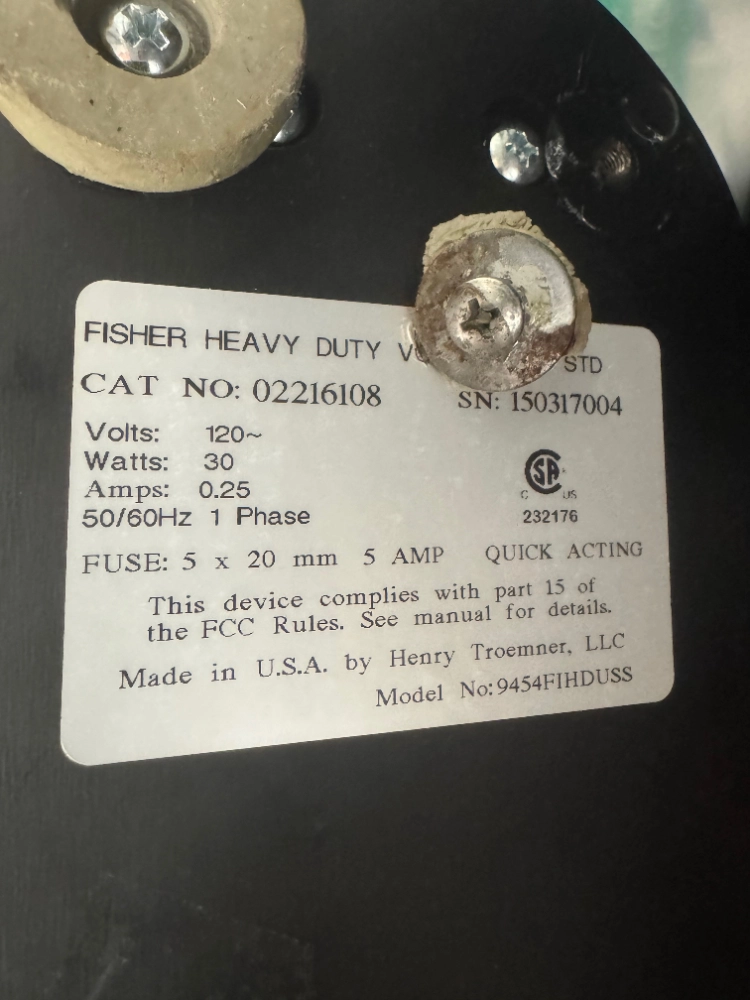 FISHER HEAVY DUTY STD
CAT NO: 02216108 SN: 150317004
Volts: 120~
Watts: 30
Amps: 0.25
50/60Hz 1 Phase
SA
C US
232176
FUSE: 5 x 20 mm 5 AMP QUICK ACTING
This device complies with part 15 of
the FCC Rules. See manual for details.
Made in U.S.A. by Henry Troemner, LLC
Model No:9454FIHDUSS